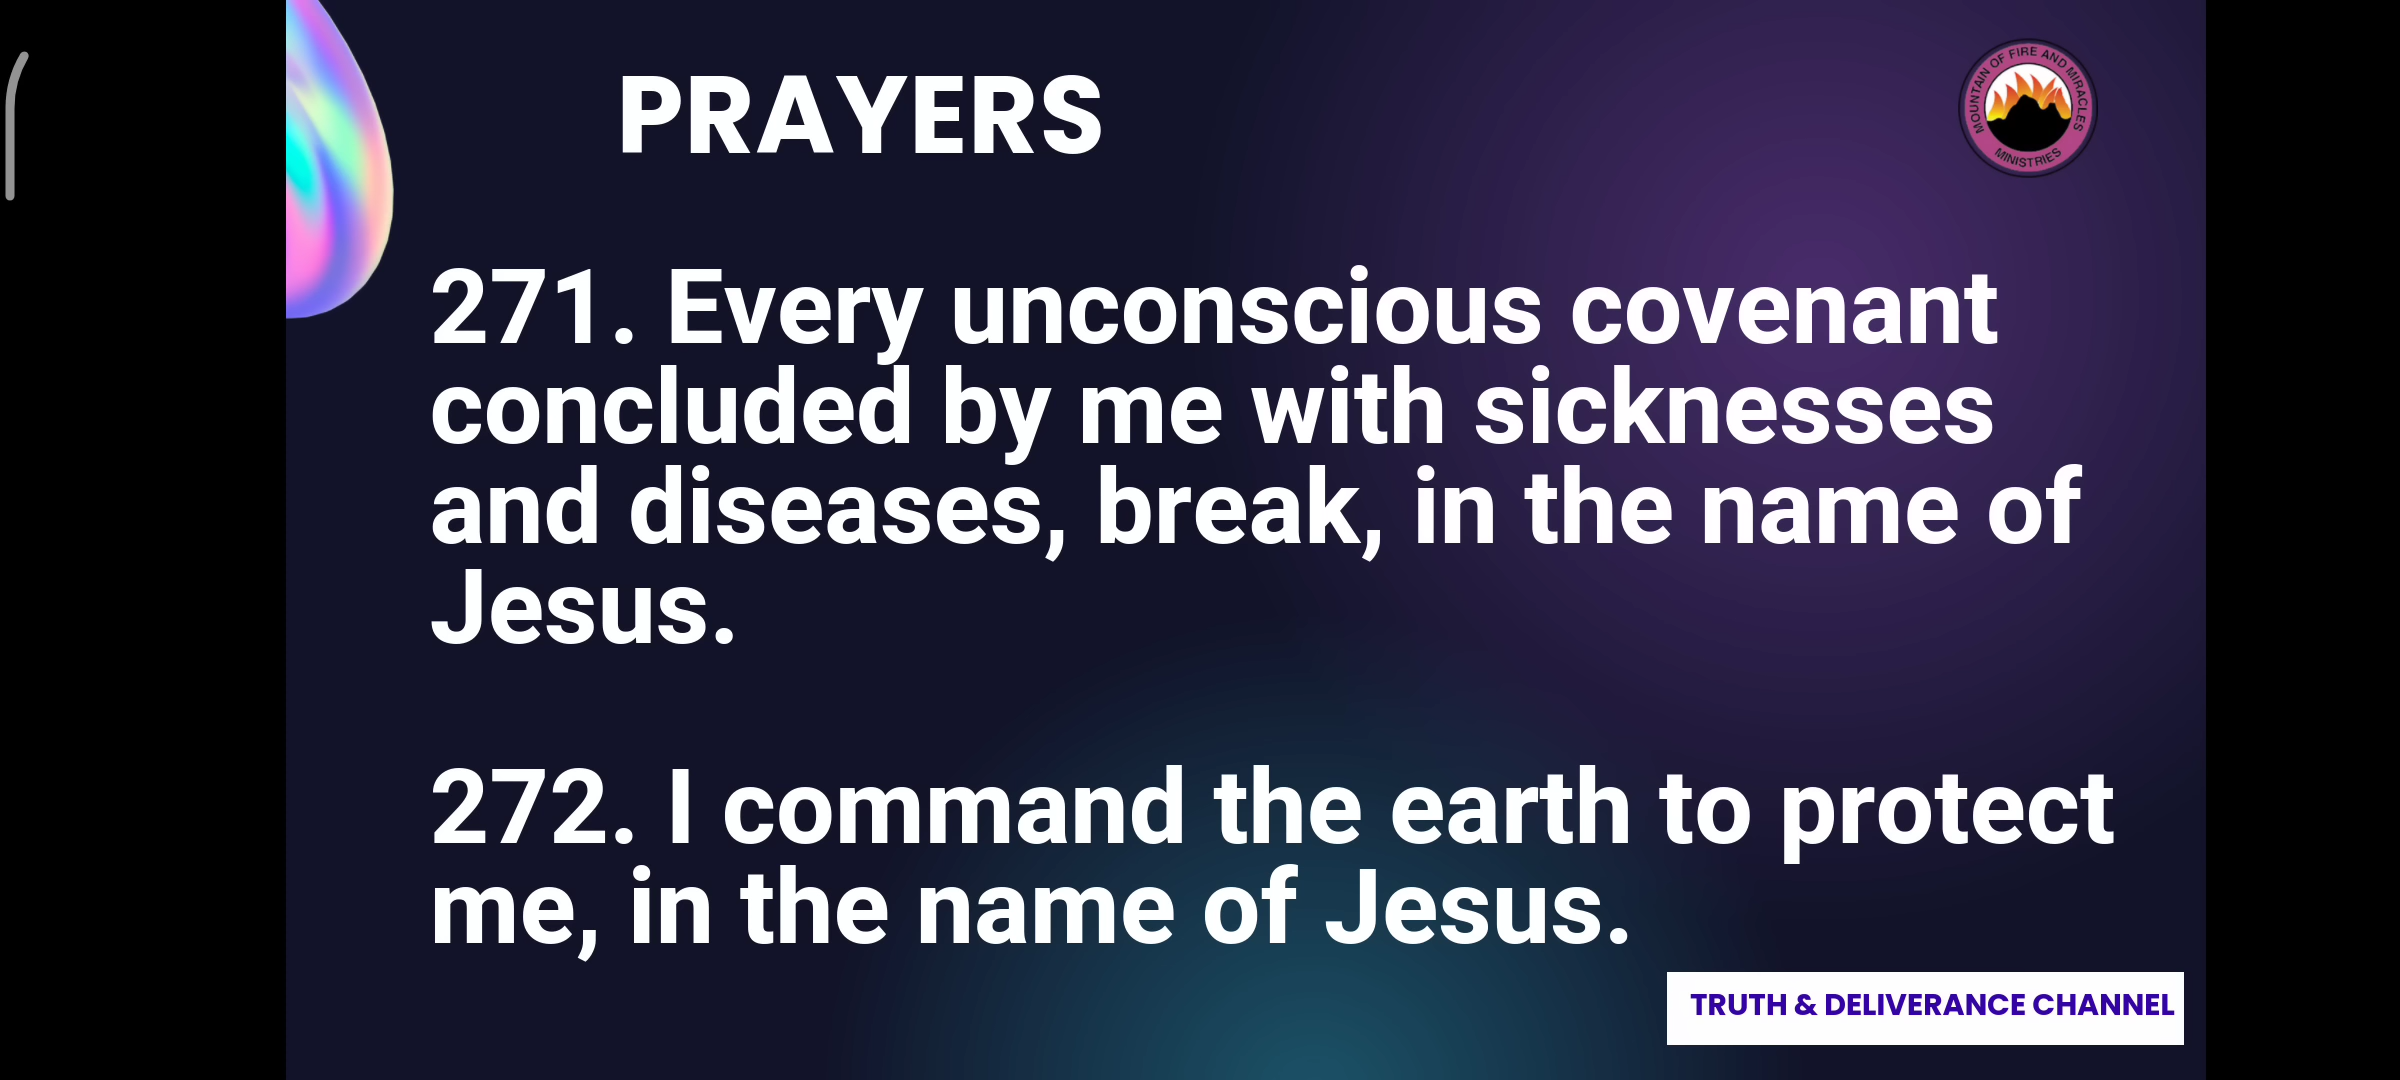 PRAYERS
MOUNTAIN OF FIRE AND MIRACLES
MINISTRIES
271. Every unconscious covenant
concluded by me with sicknesses
and diseases, break, in the name of
Jesus.
272. I command the earth to protect
me, in the name of Jesus.
TRUTH & DELIVERANCE CHANNEL